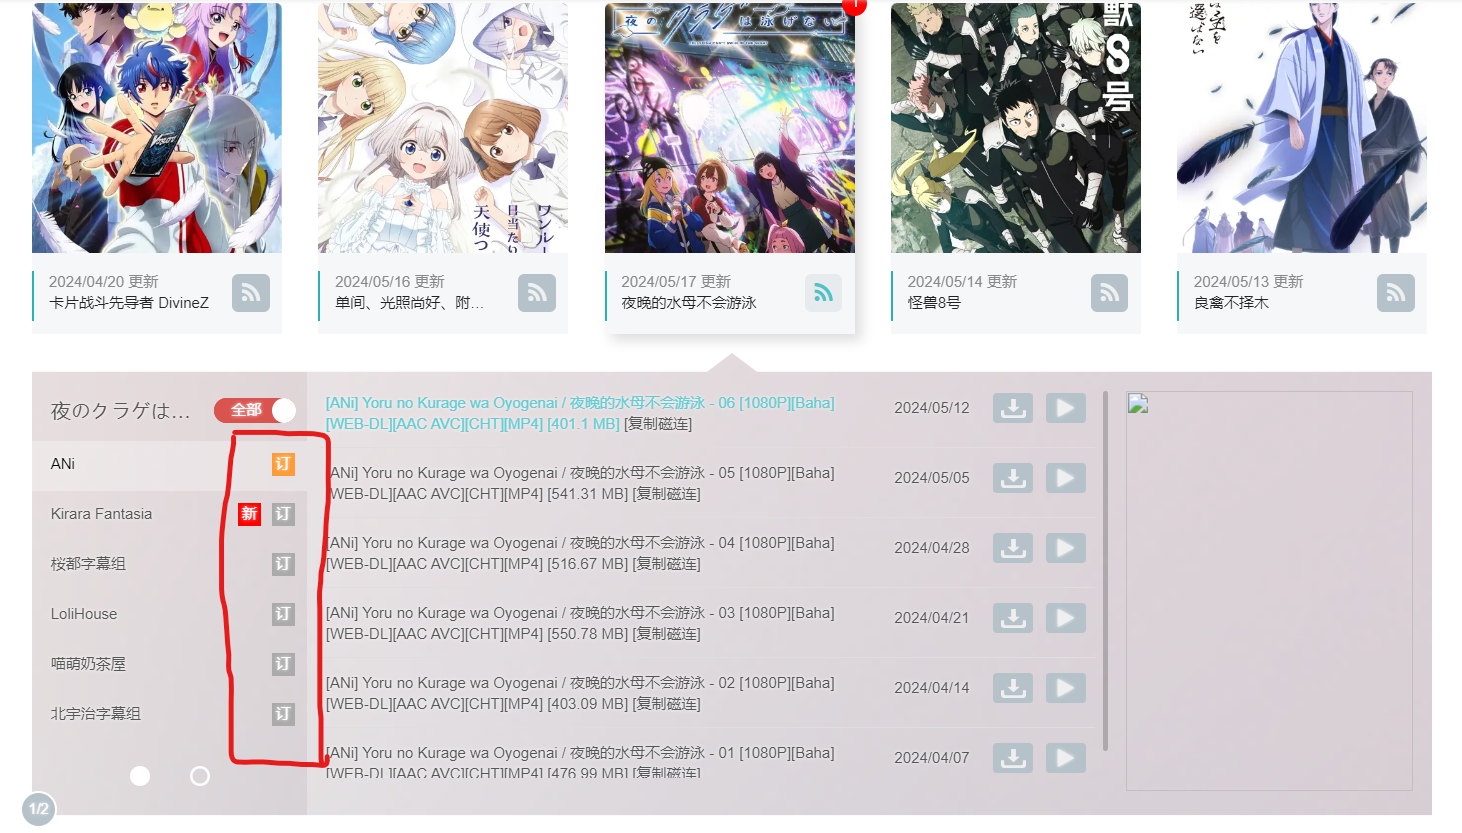 夜のクラゲは泳げない
獣8号
ワンルー
日当たり
天使つ
1
2024/04/20 更新
卡片战斗先导者 DivineZ
2024/05/16 更新
单间、光照尚好、附...
2024/05/17 更新
夜晚的水母不会游泳
2024/05/14 更新
怪兽8号
2024/05/13 更新
良禽不择木
夜のクラゲは...
全部
ANi
订
Kirara Fantasia
新
订
桜都字幕组
订
LoliHouse
订
喵萌奶茶屋
订
北宇治字幕组
订
1/2
[ANi] Yoru no Kurage wa Oyogenai / 夜晚的水母不会游泳 - 06 [1080P][Baha]
[WEB-DL][AAC AVC][CHT][MP4] [401.1 MB] [复制磁连]
2024/05/12
[ANi] Yoru no Kurage wa Oyogenai / 夜晚的水母不会游泳 - 05 [1080P][Baha]
[WEB-DL][AAC AVC][CHT][MP4] [541.31 MB] [复制磁连]
2024/05/05
[ANi] Yoru no Kurage wa Oyogenai / 夜晚的水母不会游泳 - 04 [1080P][Baha]
[WEB-DL][AAC AVC][CHT][MP4] [516.67 MB] [复制磁连]
2024/04/28
[ANi] Yoru no Kurage wa Oyogenai / 夜晚的水母不会游泳 - 03 [1080P][Baha]
[WEB-DL][AAC AVC][CHT][MP4] [550.78 MB] [复制磁连]
2024/04/21
[ANi] Yoru no Kurage wa Oyogenai / 夜晚的水母不会游泳 - 02 [1080P][Baha]
[WEB-DL][AAC AVC][CHT][MP4] [403.09 MB] [复制磁连]
2024/04/14
[ANi] Yoru no Kurage wa Oyogenai / 夜晚的水母不会游泳 - 01 [1080P][Baha]
[WEB-DL][AAC AVC][CHT][MP4] [476.99 MB] [复制磁连]
2024/04/07